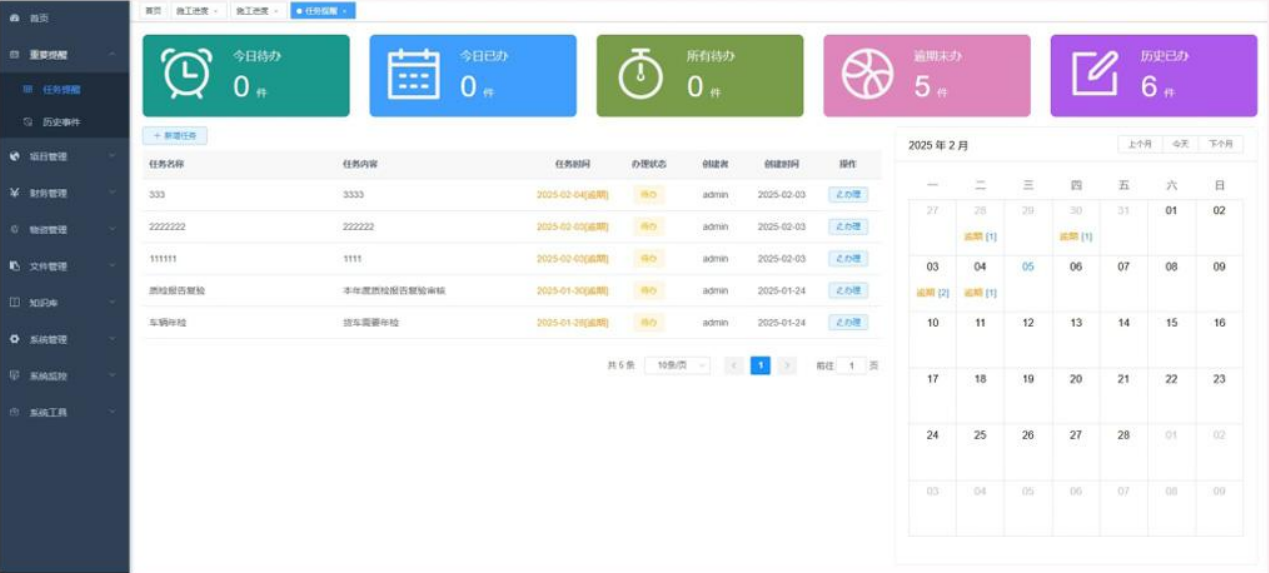 首页
重要提醒
任务提醒
历史事件
项目管理
财务管理
物资管理
文件管理
知识库
系统管理
系统监控
系统工具
首页 施工进度 × 施工进度 × 任务提醒 ×
今日待办 0 件
今日已办 0 件
所有待办 0 件
逾期未办 5 件
历史已办 6 件
+ 新增任务
任务名称 任务内容 任务时间 办理状态 创建者 创建时间 操作
333 3333 2025-02-04[逾期] 待办 admin 2025-02-03 办理
2222222 222222 2025-02-03[逾期] 待办 admin 2025-02-03 办理
111111 1111 2025-02-03[逾期] 待办 admin 2025-02-03 办理
质检报告复验 本年度质检报告复验审核 2025-01-30[逾期] 待办 admin 2025-01-24 办理
车辆年检 货车需要年检 2025-01-28[逾期] 待办 admin 2025-01-24 办理
共 5 条 10条/页 < 1 > 前往 1 页
2025 年 2 月 上个月 今天 下个月
一 二 三 四 五 六 日
27 28 29 30 31 01 02
逾期 [1] 逾期 [1]
03 04 05 06 07 08 09
逾期 [2] 逾期 [1]
10 11 12 13 14 15 16
17 18 19 20 21 22 23
24 25 26 27 28 01 02
03 04 05 06 07 08 09